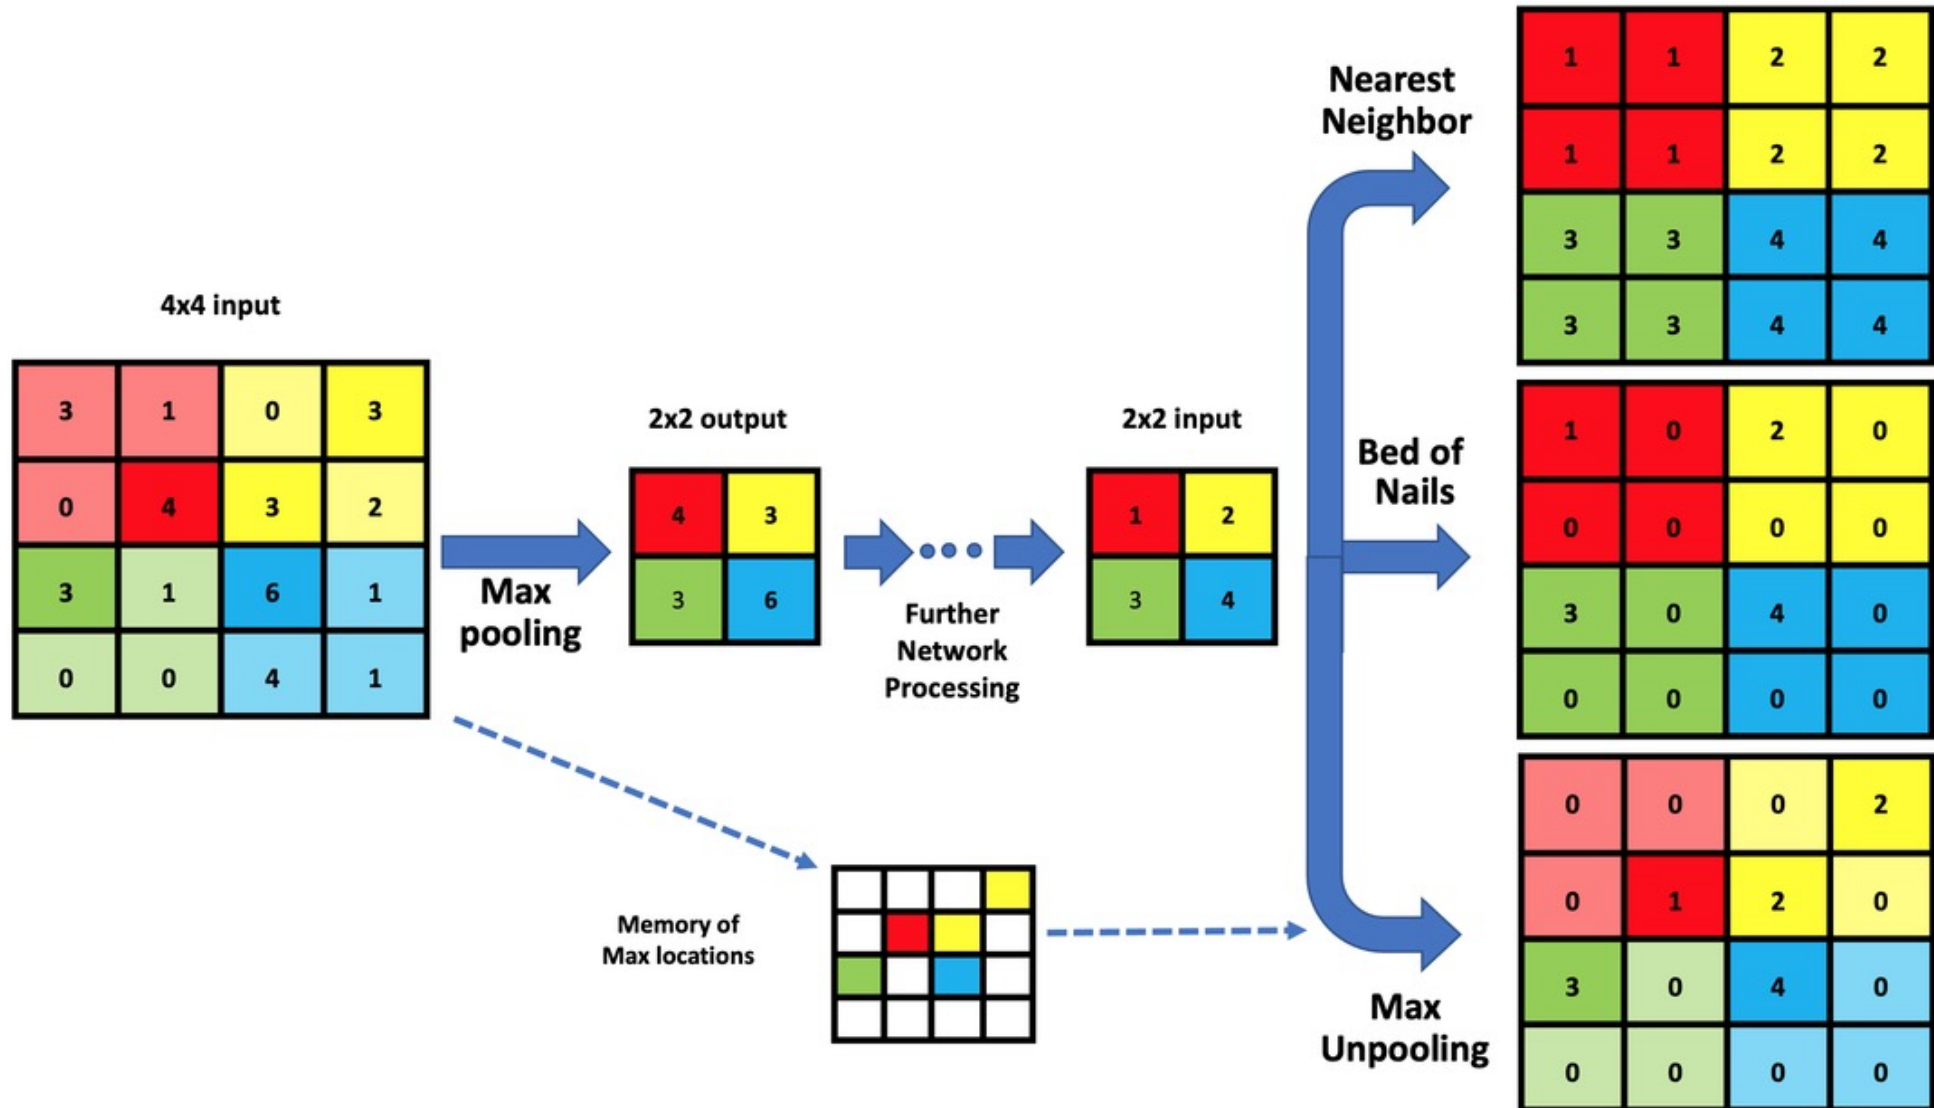 4x4 input
3 1 0 3
0 4 3 2
3 1 6 1
0 0 4 1
Max
pooling
2x2 output
4 3
3 6
Further
Network
Processing
2x2 input
1 2
3 4
Memory of
Max locations
Nearest
Neighbor
1 1 2 2
1 1 2 2
3 3 4 4
3 3 4 4
Bed of
Nails
1 0 2 0
0 0 0 0
3 0 4 0
0 0 0 0
Max
Unpooling
0 0 0 2
0 1 2 0
3 0 4 0
0 0 0 0